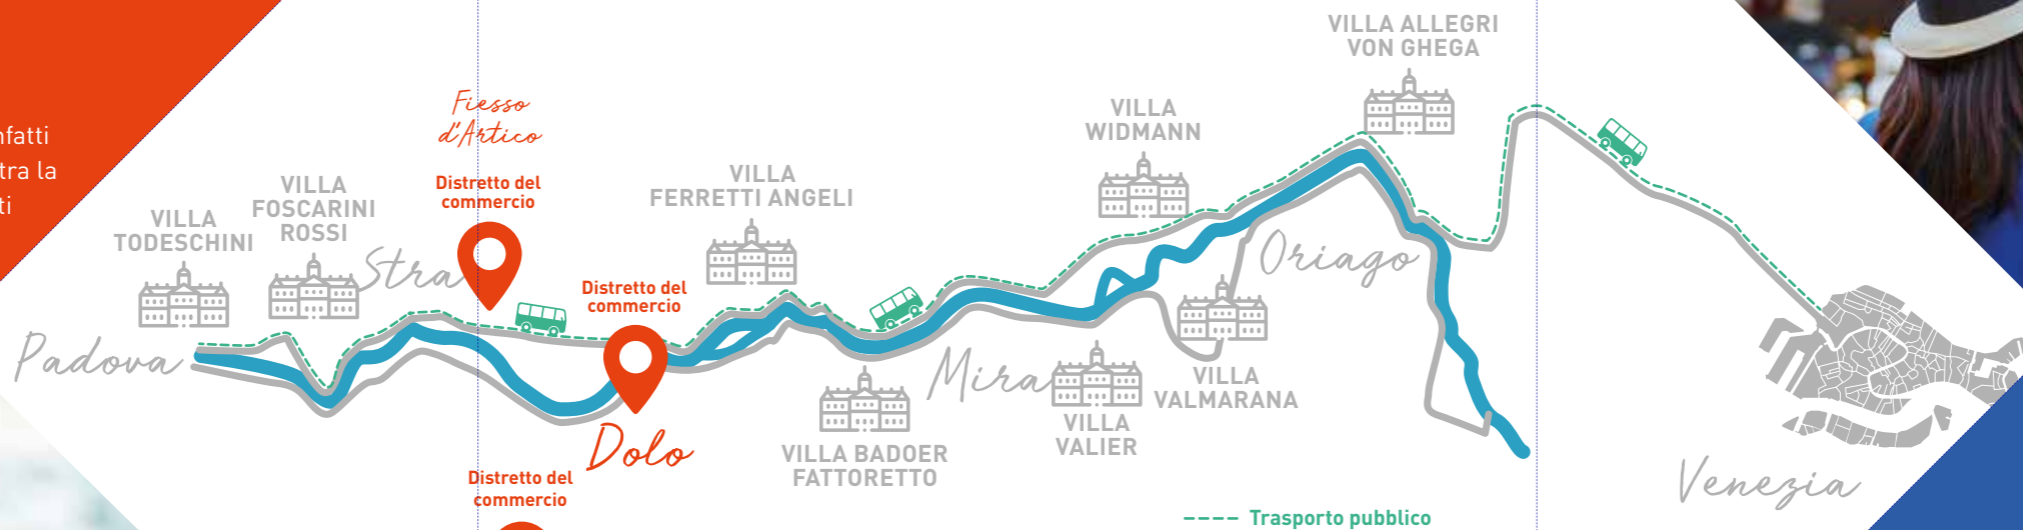 nfatti
tra la
ti
VILLA
TODESCHINI
VILLA
FOSCARINI
ROSSI
Stra
Padova
Fiesso
d'Artico
Distretto del
commercio
Distretto del
commercio
Dolo
Distretto del
commercio
VILLA
FERRETTI ANGELI
VILLA BADOER
FATTORETTO
Mira
VILLA
VALIER
VILLA
WIDMANN
VILLA
VALMARANA
Oriago
VILLA ALLEGRI
VON GHEGA
Venezia
Trasporto pubblico